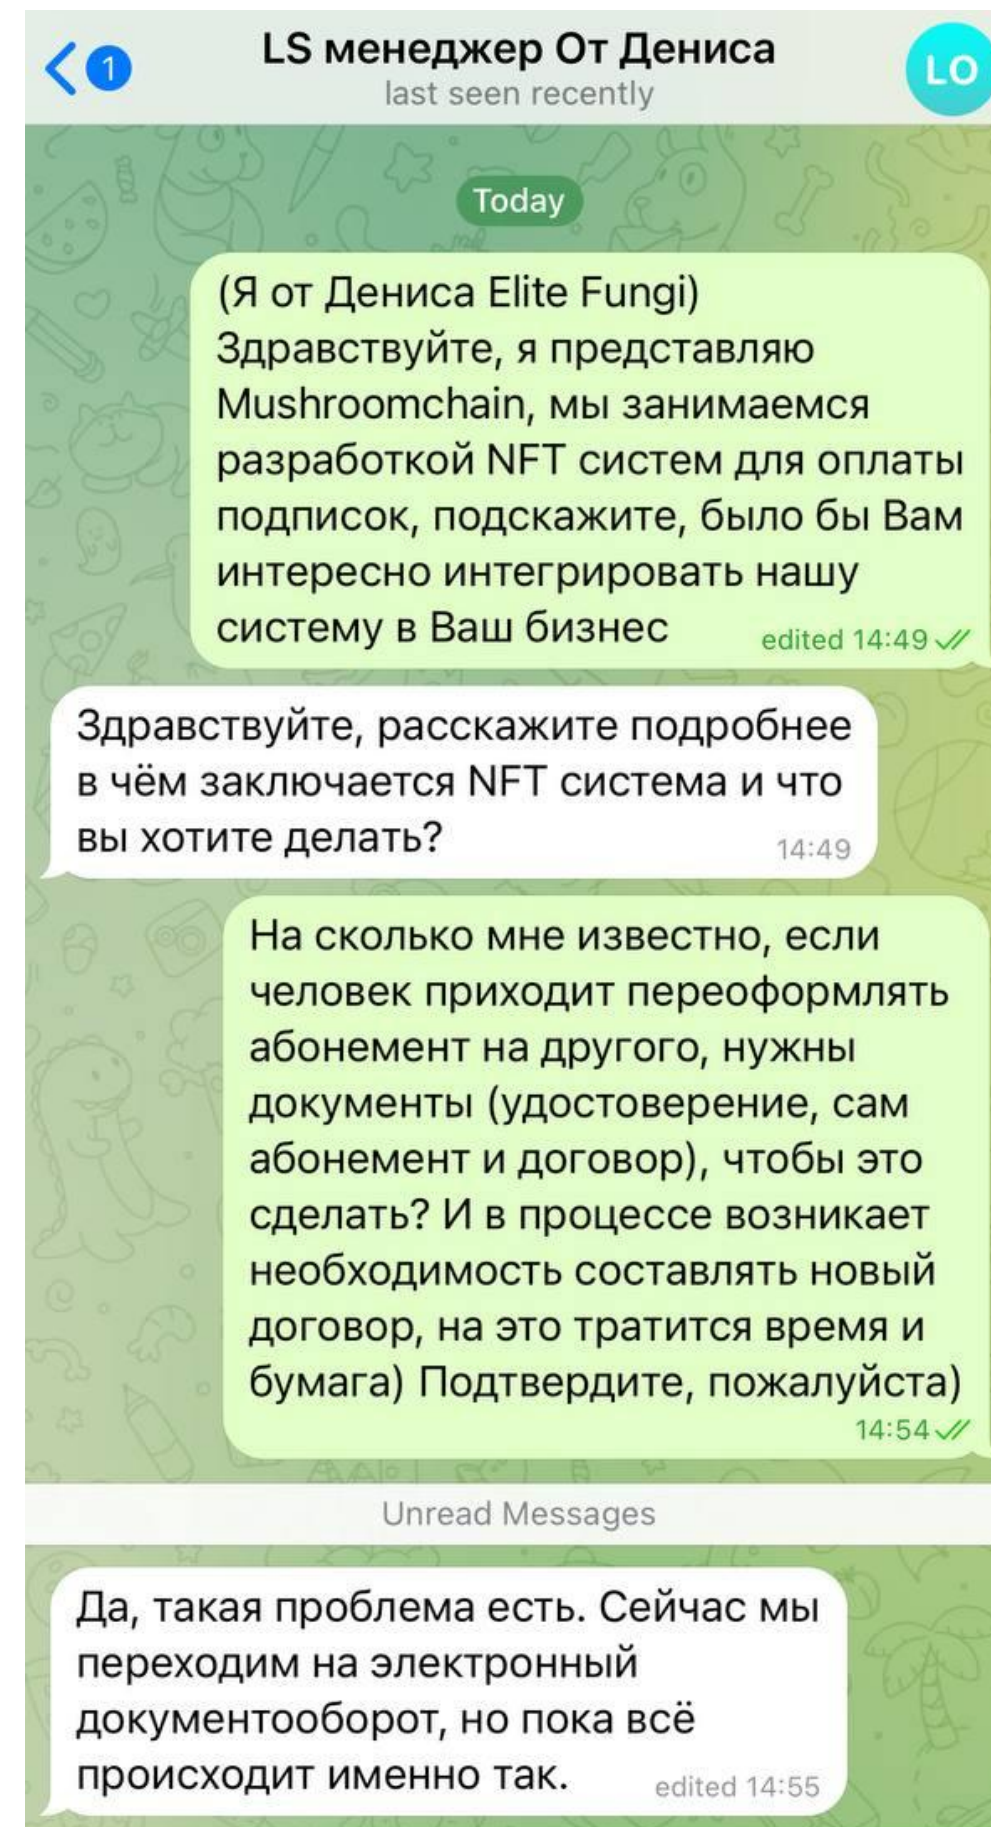 1
LS менеджер От Дениса
last seen recently
LO
Today
(Я от Дениса Elite Fungi)
Здравствуйте, я представляю
Mushroomchain, мы занимаемся
разработкой NFT систем для оплаты
подписок, подскажите, было бы Вам
интересно интегрировать нашу
систему в Ваш бизнес
edited 14:49
Здравствуйте, расскажите подробнее
в чём заключается NFT система и что
вы хотите делать?
14:49
На сколько мне известно, если
человек приходит переоформлять
абонемент на другого, нужны
документы (удостоверение, сам
абонемент и договор), чтобы это
сделать? И в процессе возникает
необходимость составлять новый
договор, на это тратится время и
бумага) Подтвердите, пожалуйста)
14:54
Unread Messages
Да, такая проблема есть. Сейчас мы
переходим на электронный
документооборот, но пока всё
происходит именно так.
edited 14:55